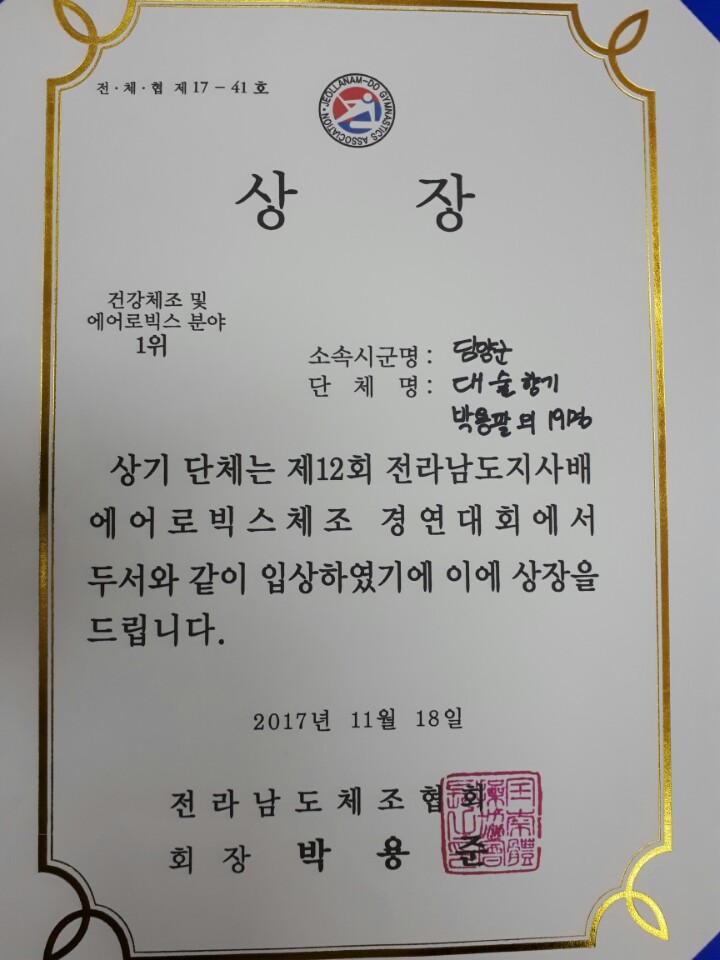 전·체·협 제 17 - 41 호
JEOLLANAM-DO GYMNASTICS ASSOCIATION
상 장
건강체조 및
에어로빅스 분야
1위
소속시군명 : 담양군
단 체 명 : 대숲향기
박용팔 외 19명
상기 단체는 제12회 전라남도지사배
에어로빅스체조 경연대회에서
두서와 같이 입상하였기에 이에 상장을
드립니다.
2017년 11월 18일
전라남도체조협회
회 장 박 용 준